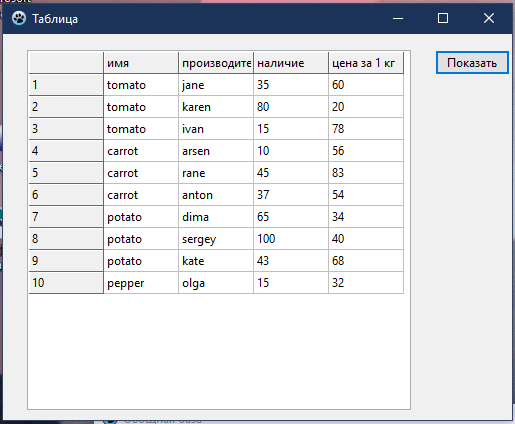 Таблица
имя производите наличие цена за 1 кг
Показать
1 tomato jane 35 60
2 tomato karen 80 20
3 tomato ivan 15 78
4 carrot arsen 10 56
5 carrot rane 45 83
6 carrot anton 37 54
7 potato dima 65 34
8 potato sergey 100 40
9 potato kate 43 68
10 pepper olga 15 32